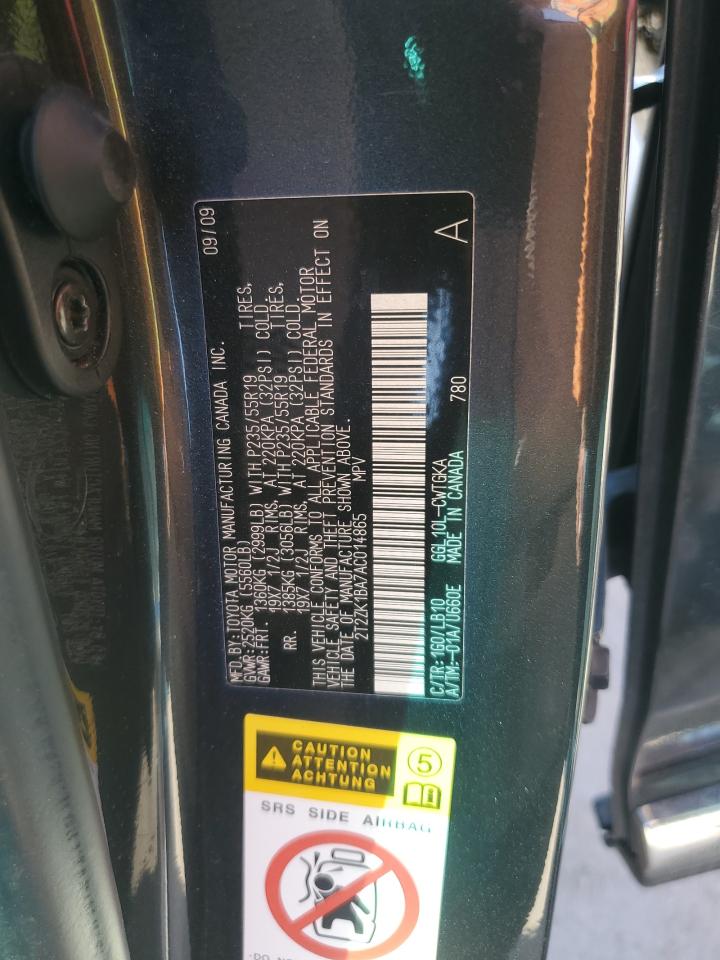 MFD.BY:TOYOTA MOTOR MANUFACTURING CANADA INC. 09/09
GVWR:2520KG(5560LB)
GAWR:FRT. 1360KG (2999LB) WITH P235/55R19 TIRES,
19X7 1/2J RIMS, AT 220KPA (32PSI) COLD.
RR. 1385KG (3056LB) WITH P235/55R19 TIRES,
19X7 1/2J RIMS, AT 220KPA (32PSI) COLD.
THIS VEHICLE CONFORMS TO ALL APPLICABLE FEDERAL MOTOR
VEHICLE SAFETY AND THEFT PREVENTION STANDARDS IN EFFECT ON
THE DATE OF MANUFACTURE SHOWN ABOVE.
2T2ZK1BA7AC014865 MPV
C/TR:1G0/LB10 GGL10L-CWTGKA 780 A
A/TM:-01A/U660E MADE IN CANADA
CAUTION
ATTENTION
ACHTUNG
5
SRS SIDE AIRBAG